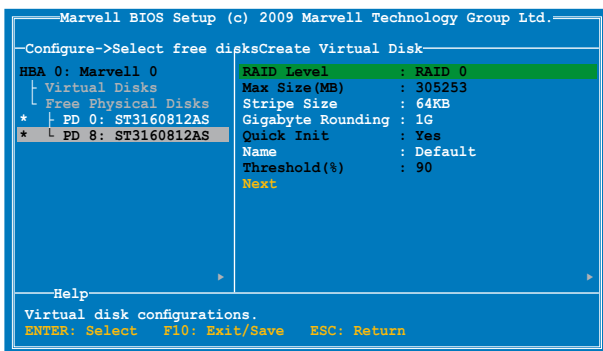 Marvell BIOS Setup (c) 2009 Marvell Technology Group Ltd.
Configure->Select free disksCreate Virtual Disk
HBA 0: Marvell 0
Virtual Disks
Free Physical Disks
* PD 0: ST3160812AS
* PD 8: ST3160812AS
RAID Level : RAID 0
Max Size(MB) : 305253
Stripe Size : 64KB
Gigabyte Rounding : 1G
Quick Init : Yes
Name : Default
Threshold(%) : 90
Next
Help
Virtual disk configurations.
ENTER: Select F10: Exit/Save ESC: Return